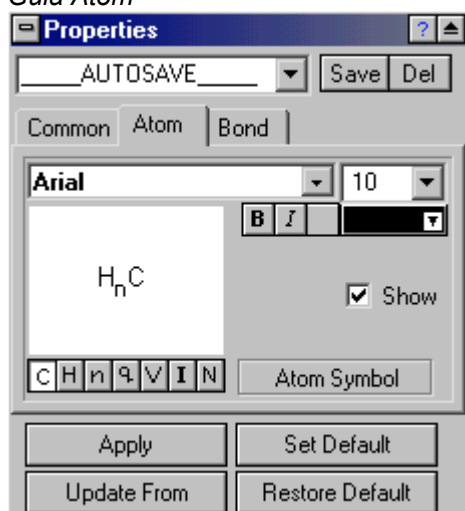 Guia Atom
Properties ?
____AUTOSAVE____ Save Del
Common Atom Bond
Arial 10
B I
HnC
Show
C H n q V I N Atom Symbol
Apply Set Default
Update From Restore Default